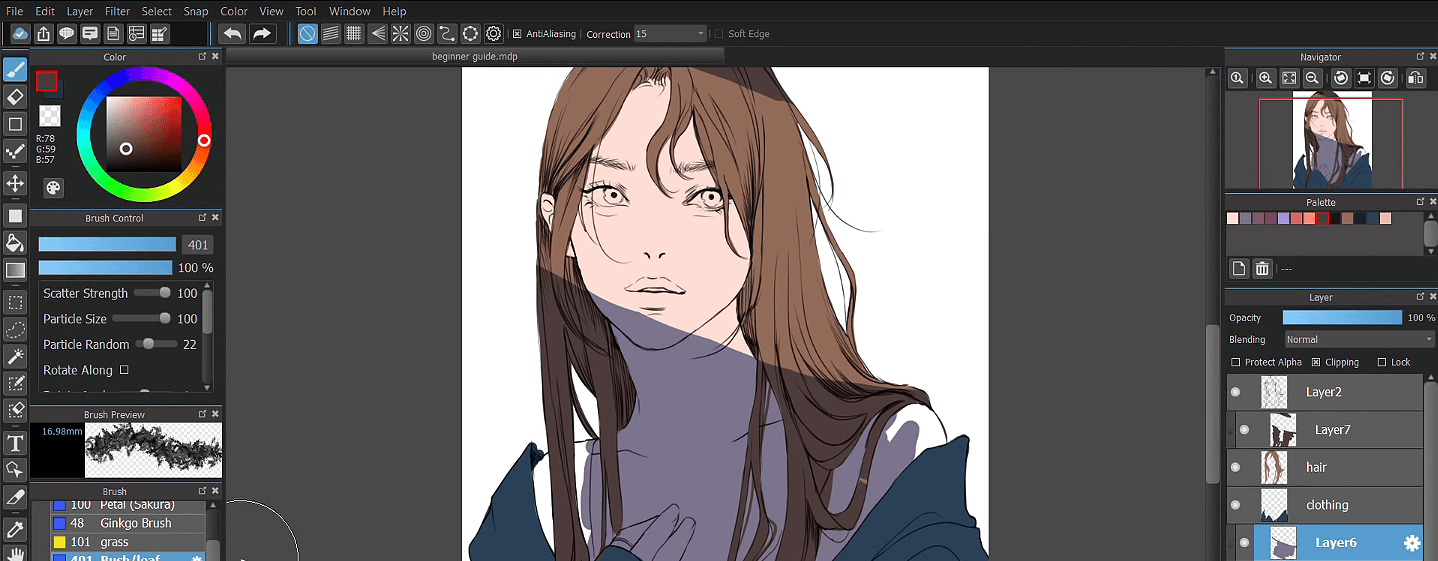 File Edit Layer Filter Select Snap Color View Tool Window Help
AntiAliasing Correction 15 Soft Edge
Color
beginner guide.mdp
Navigator
R:78
G:59
B:57
Palette
---
Brush Control
401
100 %
Scatter Strength 100
Particle Size 100
Particle Random 22
Rotate Along
Brush Preview
16.98mm
Brush
100 Petal (Sakura)
48 Ginkgo Brush
101 grass
401 Bush/leaf
Layer
Opacity 100 %
Blending Normal
Protect Alpha Clipping Lock
Layer2
Layer7
hair
clothing
Layer6